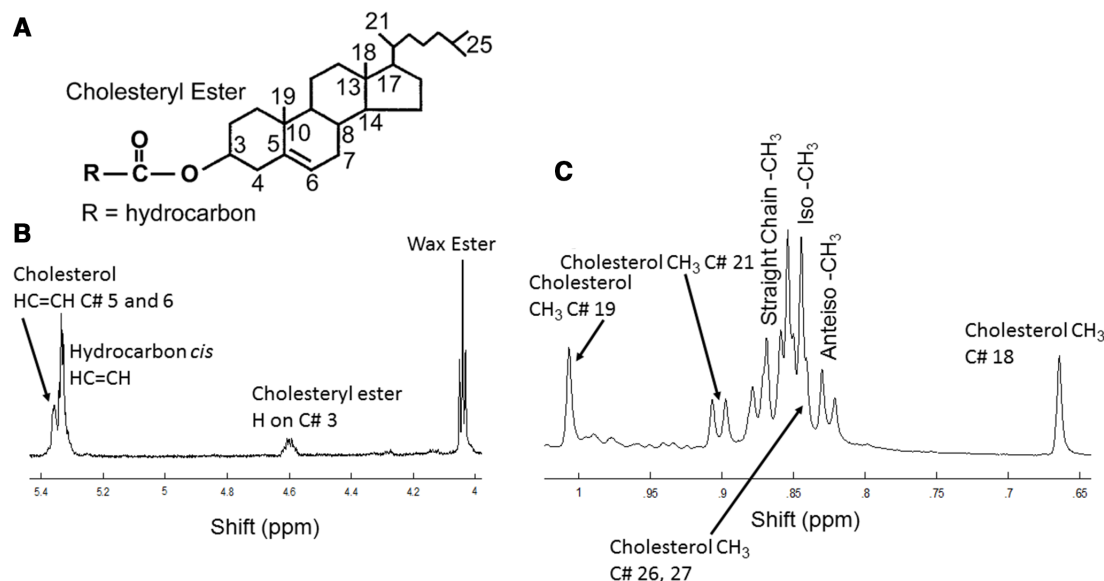 A
Cholesteryl Ester
21
25
18
17
13
19
14
10
8
3
5
7
4
6
O
R
C
O
R = hydrocarbon
B
Wax Ester
Cholesterol
HC=CH C# 5 and 6
Hydrocarbon cis
HC=CH
Cholesteryl ester
H on C# 3
5.4 5.2 5 4.8 4.6 4.4 4.2 4
Shift (ppm)
C
Straight Chain -CH3
Iso -CH3
Anteiso -CH3
Cholesterol CH3 C# 21
Cholesterol
CH3 C# 19
Cholesterol CH3
C# 18
1 .95 .9 .85 .8 .75 .7 .65
Shift (ppm)
Cholesterol CH3
C# 26, 27